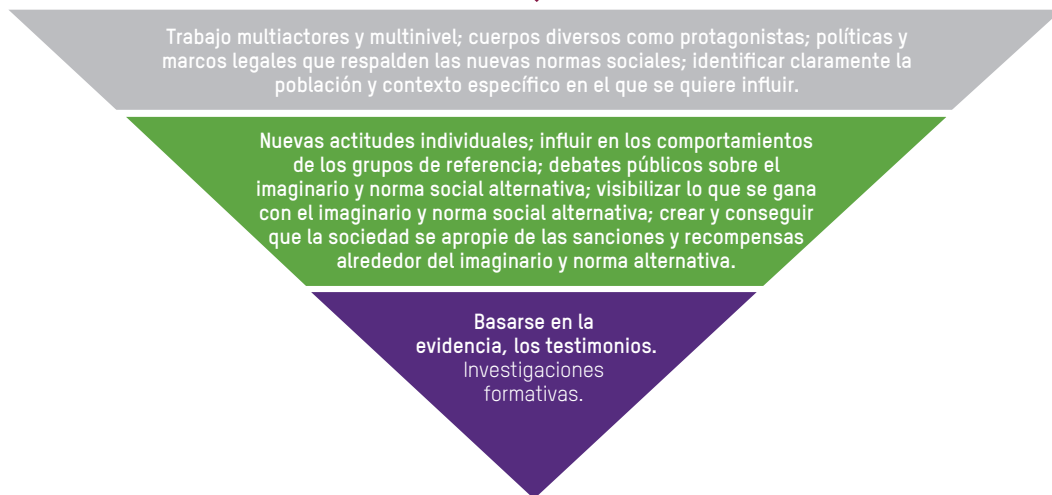 Trabajo multiactores y multinivel; cuerpos diversos como protagonistas; políticas y
marcos legales que respalden las nuevas normas sociales; identificar claramente la
población y contexto específico en el que se quiere influir.
Nuevas actitudes individuales; influir en los comportamientos
de los grupos de referencia; debates públicos sobre el
imaginario y norma social alternativa; visibilizar lo que se gana
con el imaginario y norma social alternativa; crear y conseguir
que la sociedad se apropie de las sanciones y recompensas
alrededor del imaginario y norma alternativa.
Basarse en la
evidencia, los testimonios.
Investigaciones
formativas.